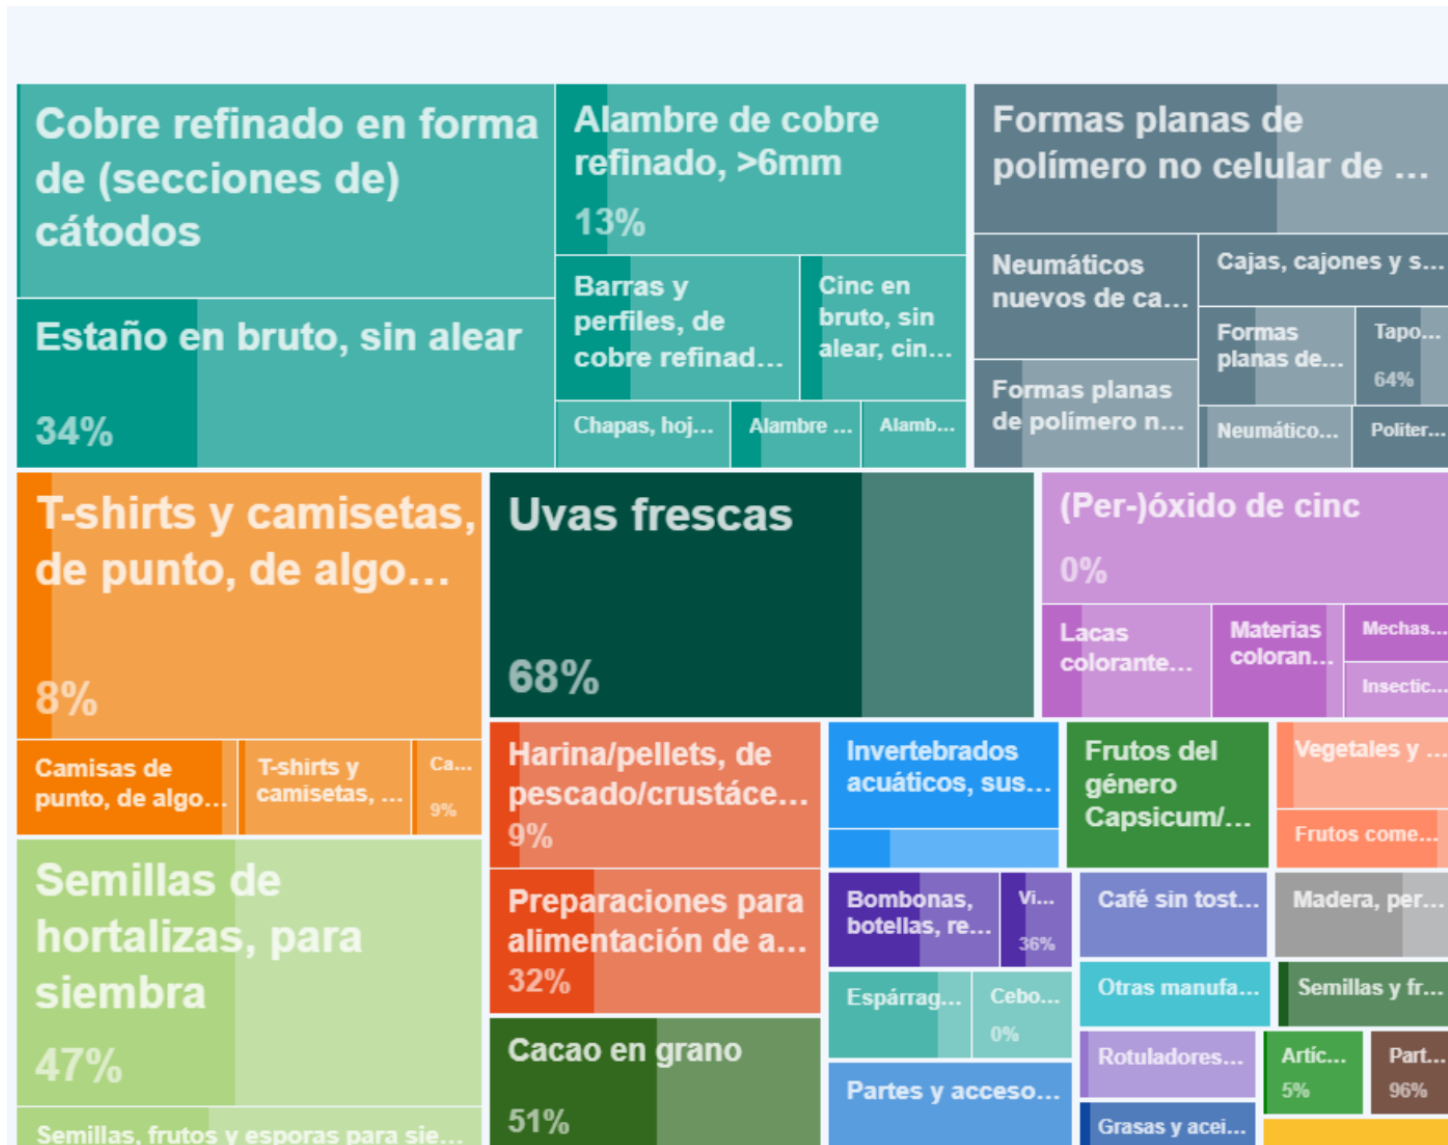 Cobre refinado en forma
de (secciones de)
cátodos
Estaño en bruto, sin alear
34%
Alambre de cobre
refinado, >6mm
13%
Barras y
perfiles, de
cobre refinad...
Cinc en
bruto, sin
alear, cin...
Chapas, hoj...
Alambre ...
Alamb...
Formas planas de
polímero no celular de ...
Neumáticos
nuevos de ca...
Formas planas
de polímero n...
Cajas, cajones y s...
Formas
planas de...
Tapo...
64%
Neumático...
Politer...
T-shirts y camisetas,
de punto, de algo...
8%
Camisas de
punto, de algo...
T-shirts y
camisetas, ...
Ca...
9%
Semillas de
hortalizas, para
siembra
47%
Semillas, frutos y esporas para sie...
Uvas frescas
68%
(Per-)óxido de cinc
0%
Lacas
colorante...
Materias
coloran...
Mechas...
Insectic...
Harina/pellets, de
pescado/crustáce...
9%
Preparaciones para
alimentación de a...
32%
Cacao en grano
51%
Invertebrados
acuáticos, sus...
Frutos del
género
Capsicum/...
Vegetales y ...
Frutos come...
Bombonas,
botellas, re...
Vi...
36%
Espárrag...
Cebo...
0%
Partes y acceso...
Café sin tost...
Madera, per...
Otras manufa...
Semillas y fr...
Rotuladores...
Artíc...
5%
Part...
96%
Grasas y acei...